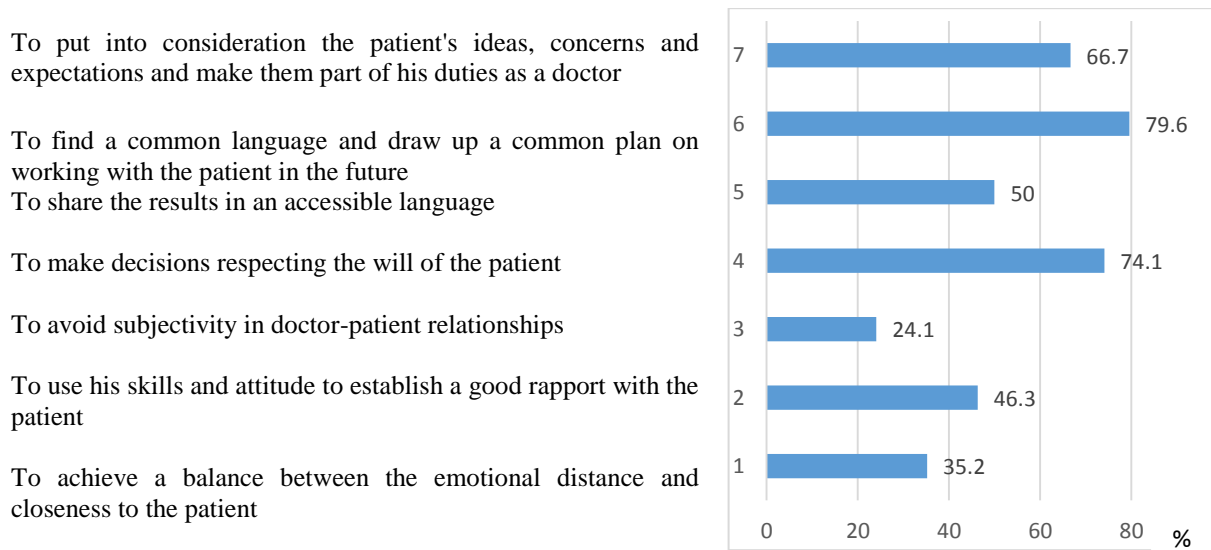 To put into consideration the patient's ideas, concerns and
expectations and make them part of his duties as a doctor
To find a common language and draw up a common plan on
working with the patient in the future
To share the results in an accessible language
To make decisions respecting the will of the patient
To avoid subjectivity in doctor-patient relationships
To use his skills and attitude to establish a good rapport with the
patient
To achieve a balance between the emotional distance and
closeness to the patient
7 66.7
6 79.6
5 50
4 74.1
3 24.1
2 46.3
1 35.2
0 20 40 60 80 %